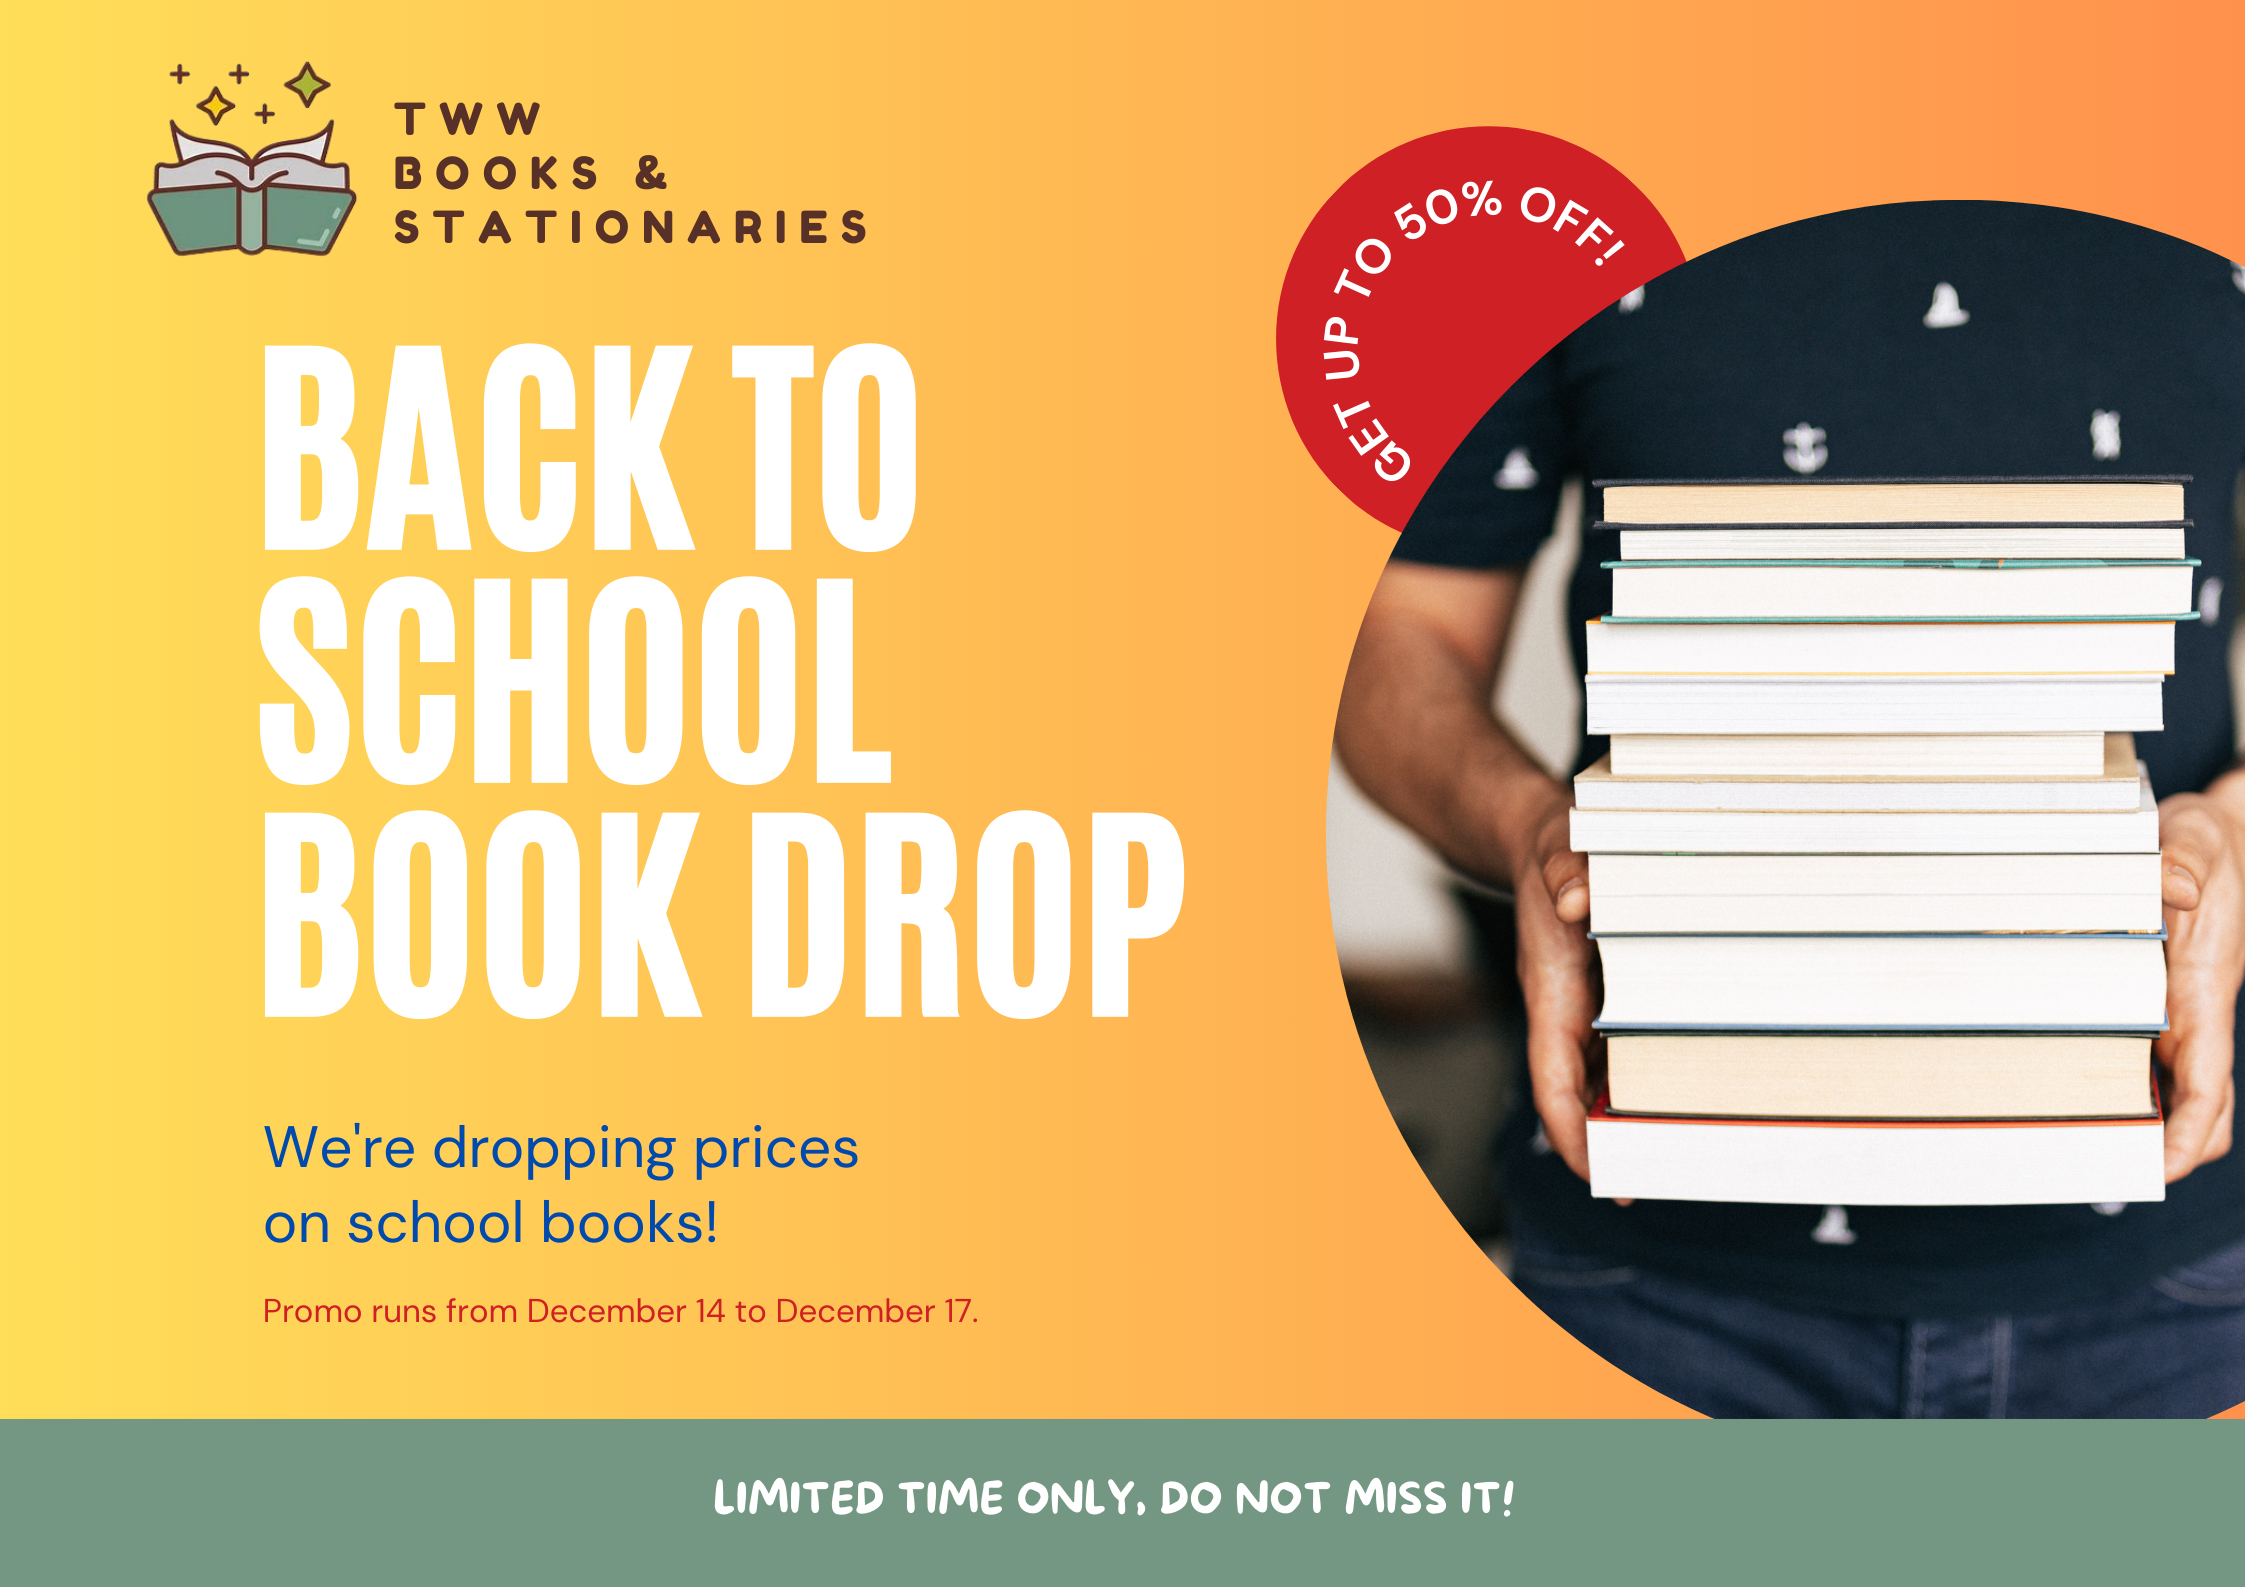 TWW
BOOKS &
STATIONARIES
GET UP TO 50% OFF!
BACK TO
SCHOOL
BOOK DROP
We're dropping prices
on school books!
Promo runs from December 14 to December 17.
LIMITED TIME ONLY, DO NOT MISS IT!